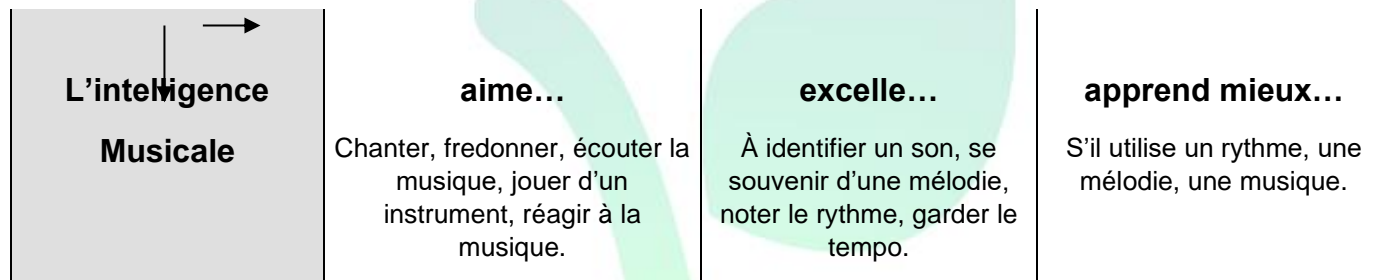 L’intelligence
Musicale
aime…
Chanter, fredonner, écouter la
musique, jouer d’un
instrument, réagir à la
musique.
excelle…
À identifier un son, se
souvenir d’une mélodie,
noter le rythme, garder le
tempo.
apprend mieux…
S’il utilise un rythme, une
mélodie, une musique.